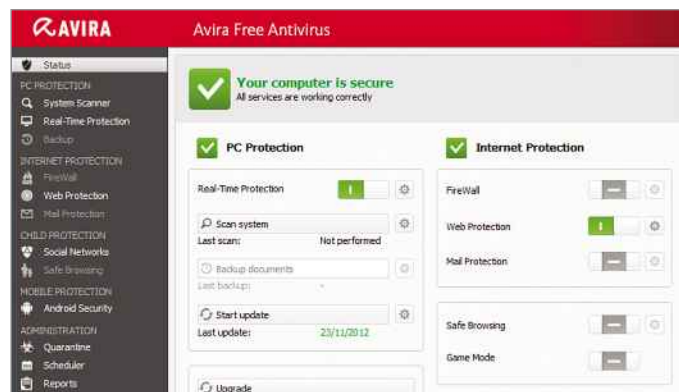 AVIRA
Avira Free Antivirus
Status
PC PROTECTION
System Scanner
Real-Time Protection
Backup
INTERNET PROTECTION
FireWall
Web Protection
Mail Protection
CHILD PROTECTION
Social Networks
Safe Browsing
MOBILE PROTECTION
Android Security
ADMINISTRATION
Quarantine
Scheduler
Reports
Your computer is secure
All services are working correctly
PC Protection
Real-Time Protection
Scan system
Last scan: Not performed
Backup documents
Last backup: -
Start update
Last update: 23/11/2012
Upgrade
Internet Protection
FireWall
Web Protection
Mail Protection
Safe Browsing
Game Mode